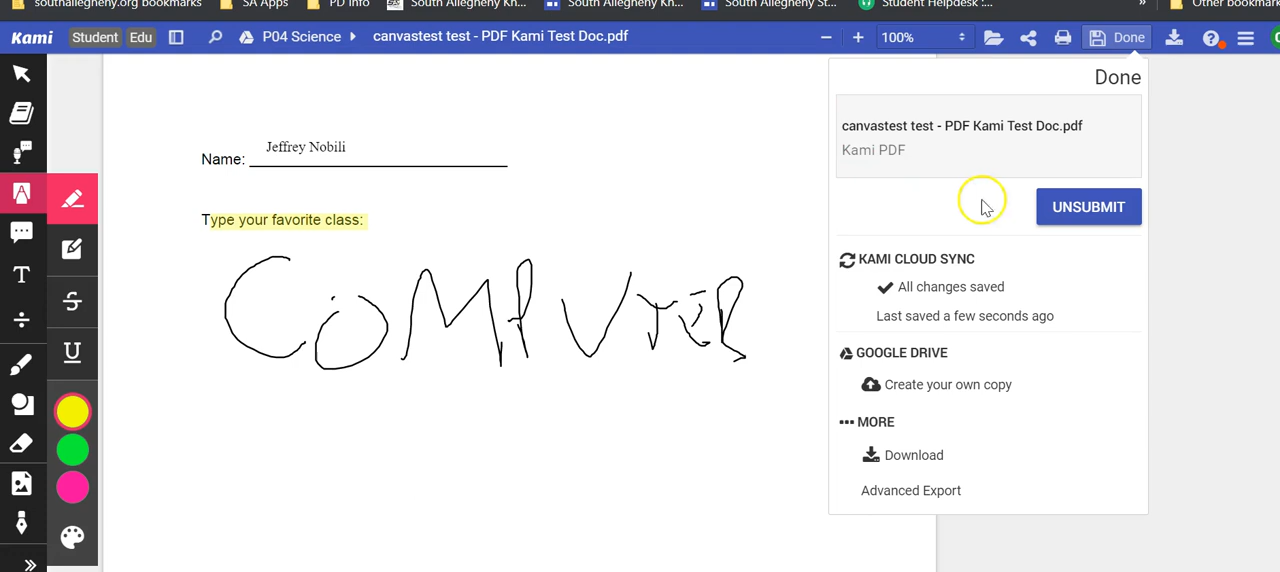 southallegheny.org bookmarks SA Apps PD Info South Allegheny Kn... South Allegheny Kn... South Allegheny St... Student Helpdesk :... » Other bookmarks
Kami Student Edu P04 Science canvastest test - PDF Kami Test Doc.pdf − + 100% Done ?
Done
canvastest test - PDF Kami Test Doc.pdf
Kami PDF
UNSUBMIT
KAMI CLOUD SYNC
All changes saved
Last saved a few seconds ago
GOOGLE DRIVE
Create your own copy
MORE
Download
Advanced Export
Jeffrey Nobili
Name:
Type your favorite class:
COMPUTER